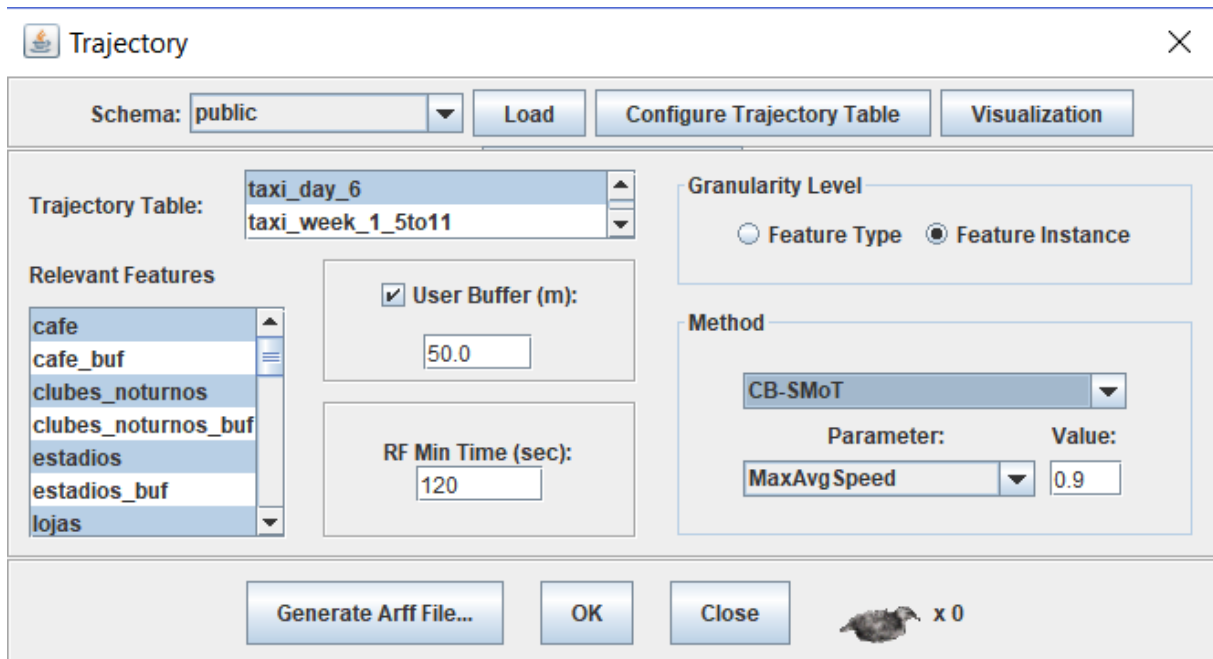 Trajectory
Schema: public Load Configure Trajectory Table Visualization
Trajectory Table:
taxi_day_6
taxi_week_1_5to11
Granularity Level
Feature Type Feature Instance
Relevant Features
cafe
cafe_buf
clubes_noturnos
clubes_noturnos_buf
estadios
estadios_buf
lojas
User Buffer (m):
50.0
RF Min Time (sec):
120
Method
CB-SMoT
Parameter: Value:
MaxAvgSpeed 0.9
Generate Arff File... OK Close x 0